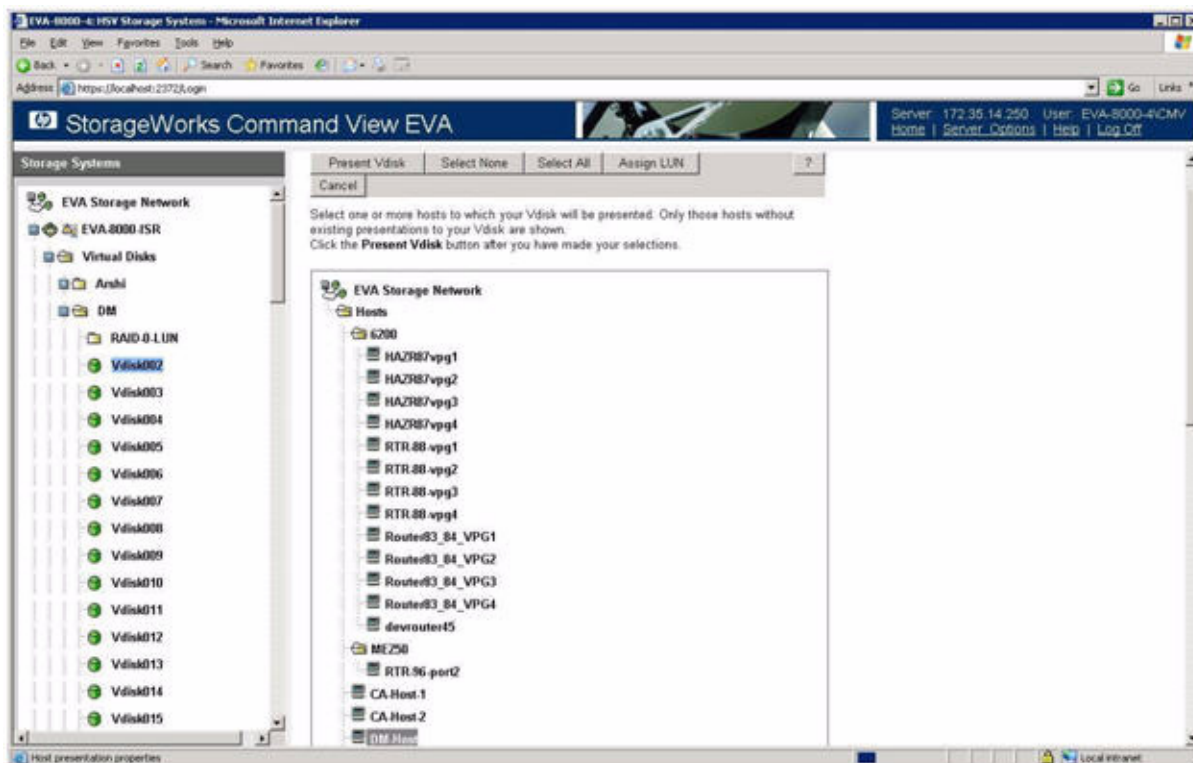 EVA-8000-4: HSV Storage System - Microsoft Internet Explorer
File Edit View Favorites Tools Help
Back Search Favorites
Address https://localhost:2372/Login Go Links
hp StorageWorks Command View EVA
Server: 172.35.14.250 User: EVA-8000-4\CMV
Home | Server Options | Help | Log Off
Storage Systems
EVA Storage Network
EVA-8000-ISR
Virtual Disks
Arshi
DM
RAID-0-LUN
Vdisk002
Vdisk003
Vdisk004
Vdisk005
Vdisk006
Vdisk007
Vdisk008
Vdisk009
Vdisk010
Vdisk011
Vdisk012
Vdisk013
Vdisk014
Vdisk015
Present Vdisk Select None Select All Assign LUN ?
Cancel
Select one or more hosts to which your Vdisk will be presented. Only those hosts without
existing presentations to your Vdisk are shown.
Click the Present Vdisk button after you have made your selections.
EVA Storage Network
Hosts
6200
HAZR87vpg1
HAZR87vpg2
HAZR87vpg3
HAZR87vpg4
RTR-88-vpg1
RTR-88-vpg2
RTR-88-vpg3
RTR-88-vpg4
Router83_84_VPG1
Router83_84_VPG2
Router83_84_VPG3
Router83_84_VPG4
devrouter45
MEZ50
RTR-96-port2
CA-Host-1
CA-Host-2
DM-Host
Host presentation properties
Local intranet